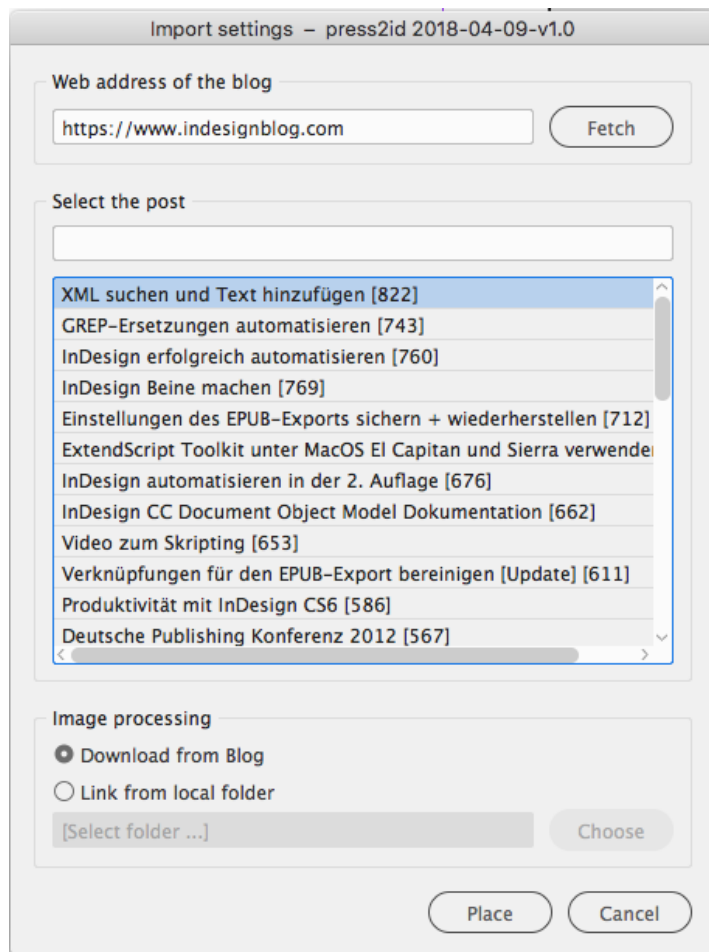 Import settings – press2id 2018-04-09-v1.0
Web address of the blog
https://www.indesignblog.com
Fetch
Select the post
XML suchen und Text hinzufügen [822]
GREP-Ersetzungen automatisieren [743]
InDesign erfolgreich automatisieren [760]
InDesign Beine machen [769]
Einstellungen des EPUB-Exports sichern + wiederherstellen [712]
ExtendScript Toolkit unter MacOS El Capitan und Sierra verwende
InDesign automatisieren in der 2. Auflage [676]
InDesign CC Document Object Model Dokumentation [662]
Video zum Skripting [653]
Verknüpfungen für den EPUB-Export bereinigen [Update] [611]
Produktivität mit InDesign CS6 [586]
Deutsche Publishing Konferenz 2012 [567]
Image processing
Download from Blog
Link from local folder
[Select folder ...]
Choose
Place
Cancel